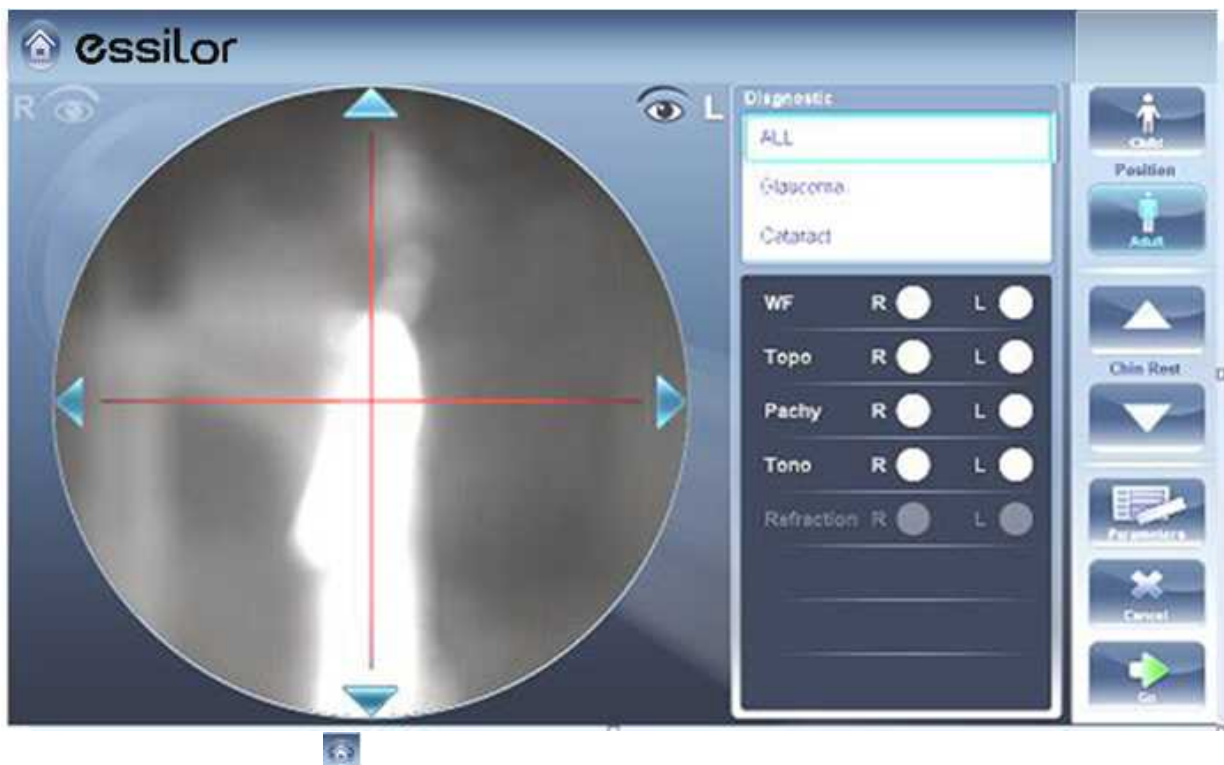 essilor
R
L
Diagnostic
ALL
Glaucoma
Cataract
WF R L
Topo R L
Pachy R L
Tono R L
Refraction R L
Child
Position
Adult
Chin Rest
Parameters
Cancel
Go